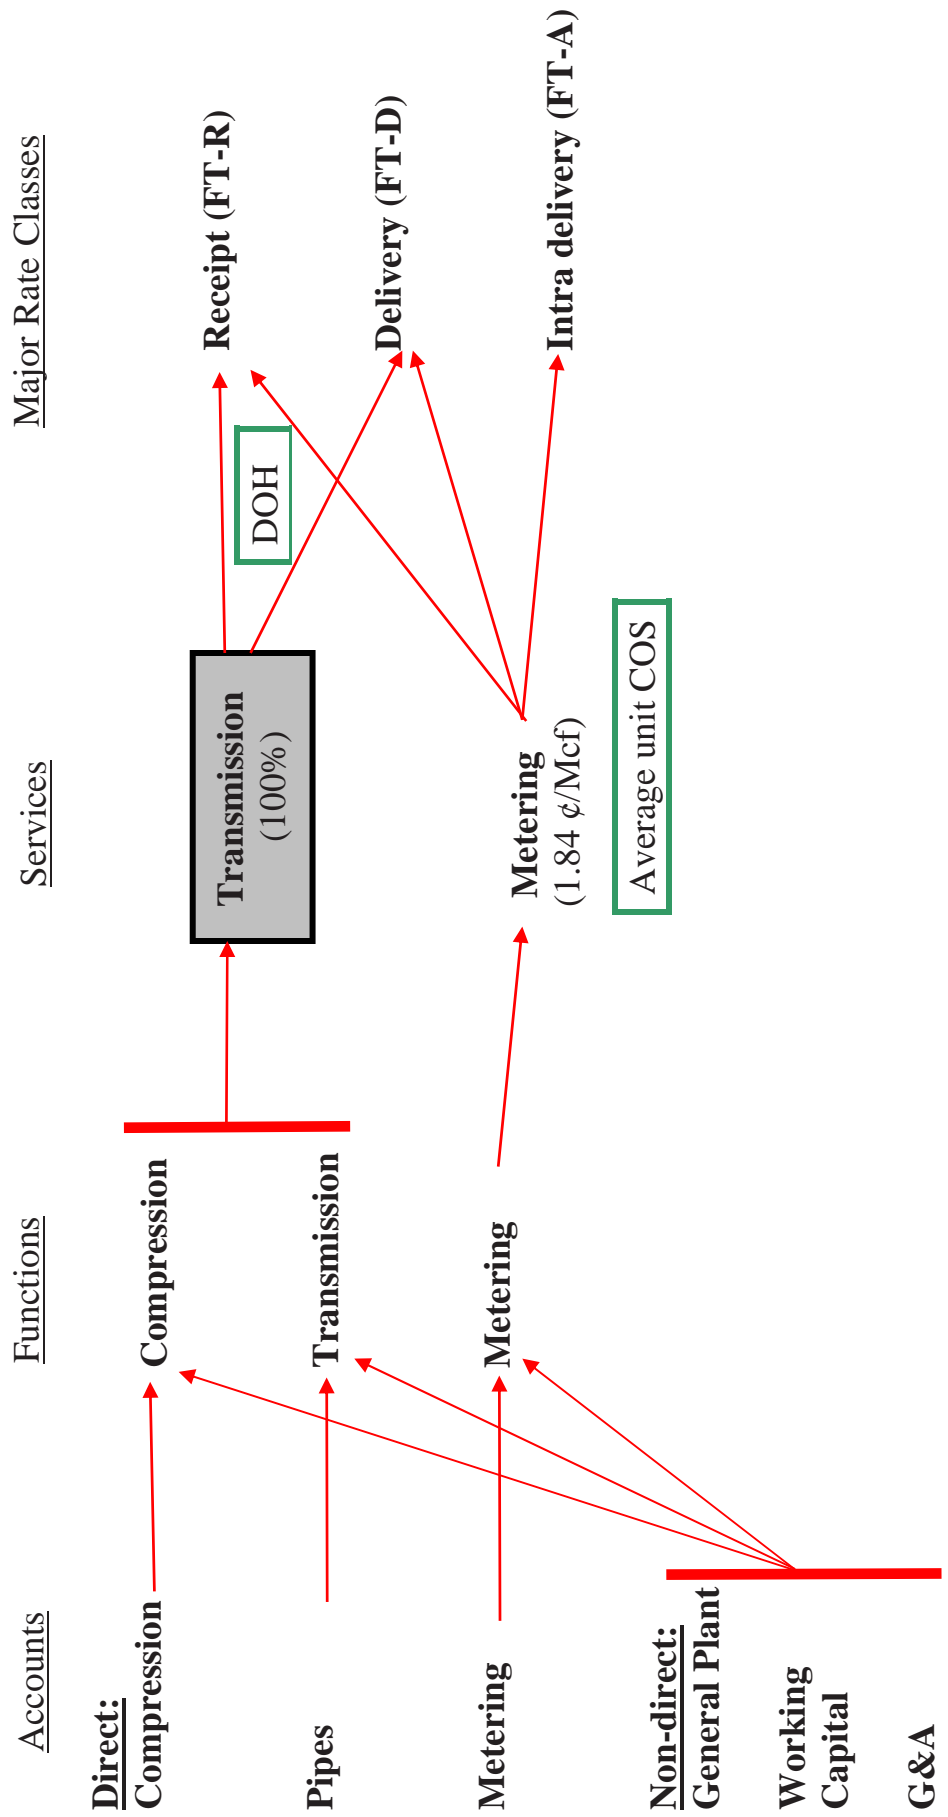 Accounts
Functions
Services
Major Rate Classes
Direct:
Compression
Pipes
Metering
Non-direct:
General Plant
Working
Capital
G&A
Compression
Transmission
Metering
Transmission
(100%)
Metering
(1.84 ¢/Mcf)
Average unit COS
DOH
Receipt (FT-R)
Delivery (FT-D)
Intra delivery (FT-A)